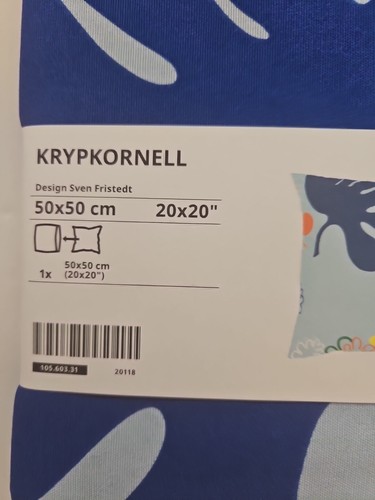 KRYPKORNELL
Design Sven Fristedt
50x50 cm 20x20"
50x50 cm
1x (20x20")
105.603.31 20118